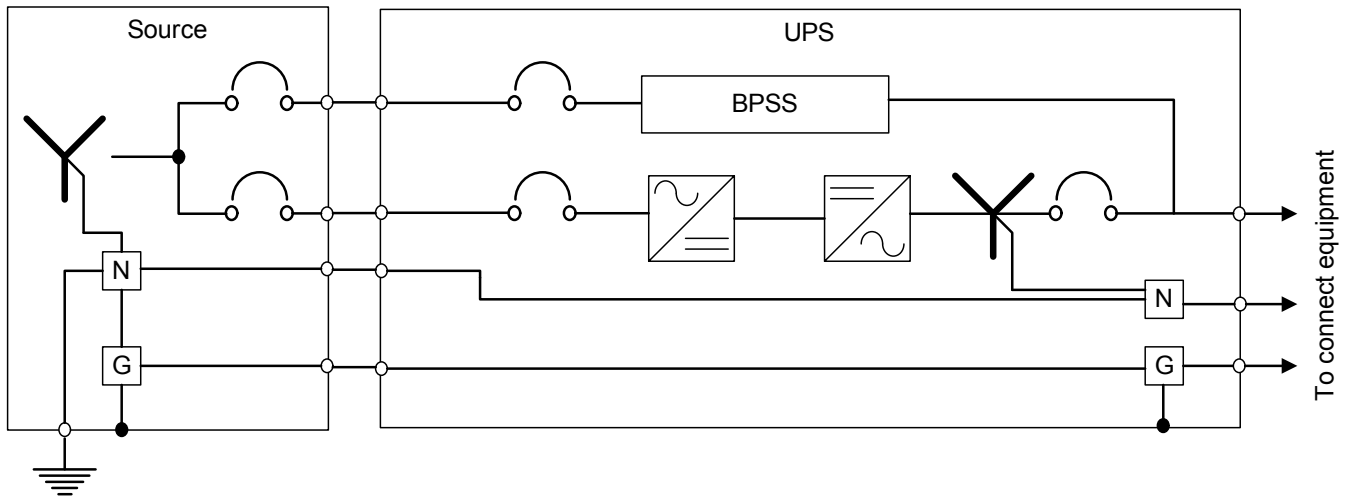 Source
UPS
BPSS
N
G
N
G
To connect equipment